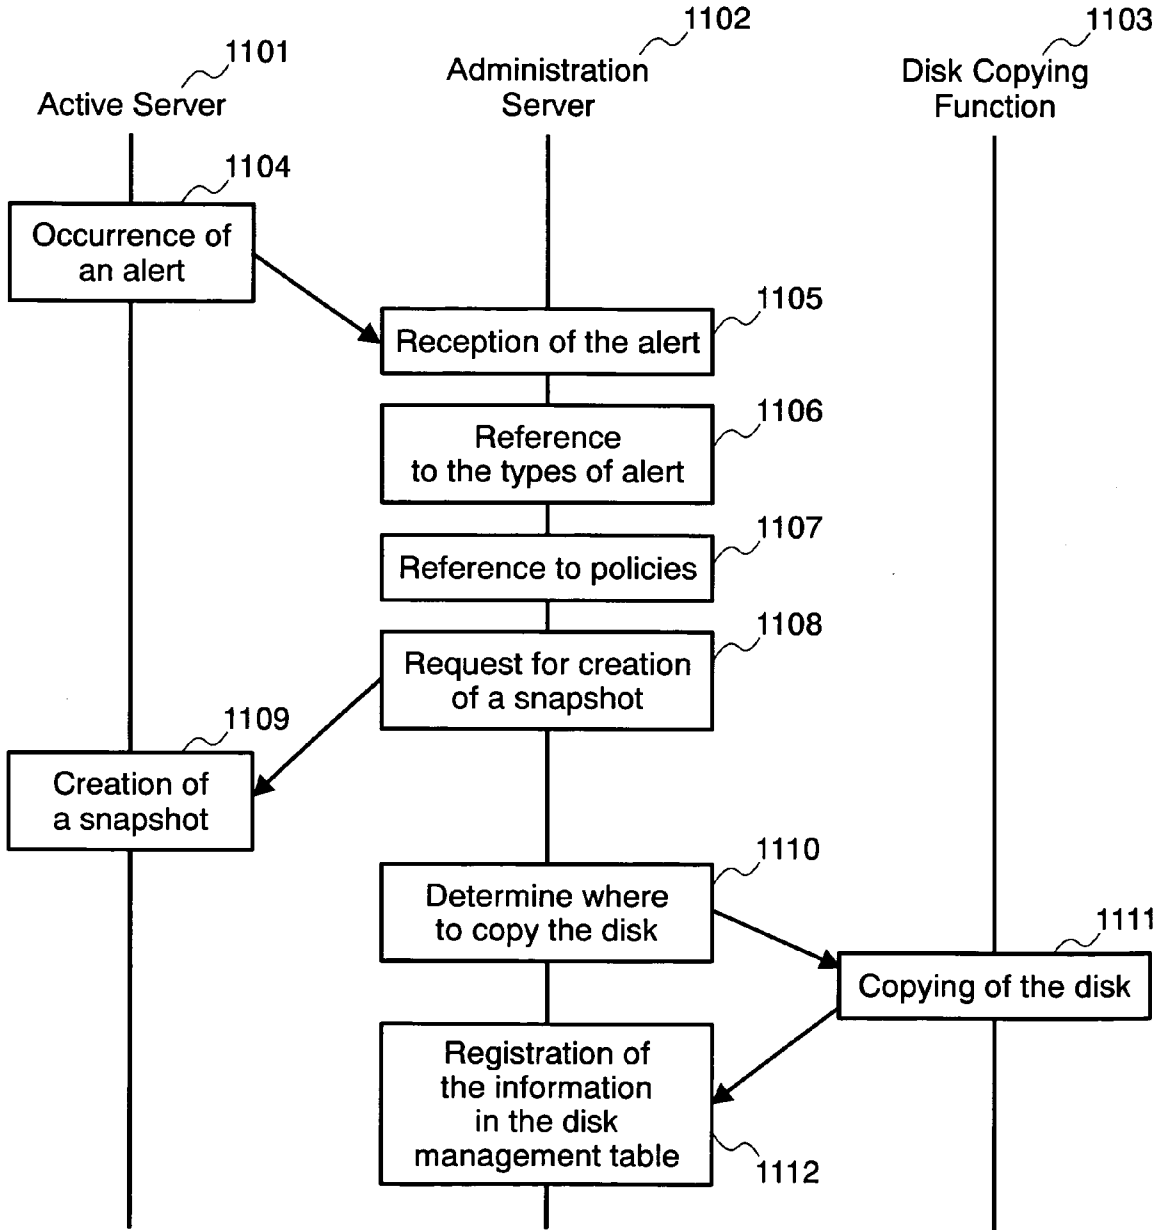 1101
Active Server
1102
Administration
Server
1103
Disk Copying
Function
1104
Occurrence of
an alert
1105
Reception of the alert
1106
Reference
to the types of alert
1107
Reference to policies
1108
Request for creation
of a snapshot
1109
Creation of
a snapshot
1110
Determine where
to copy the disk
1111
Copying of the disk
Registration of
the information
in the disk
management table
1112